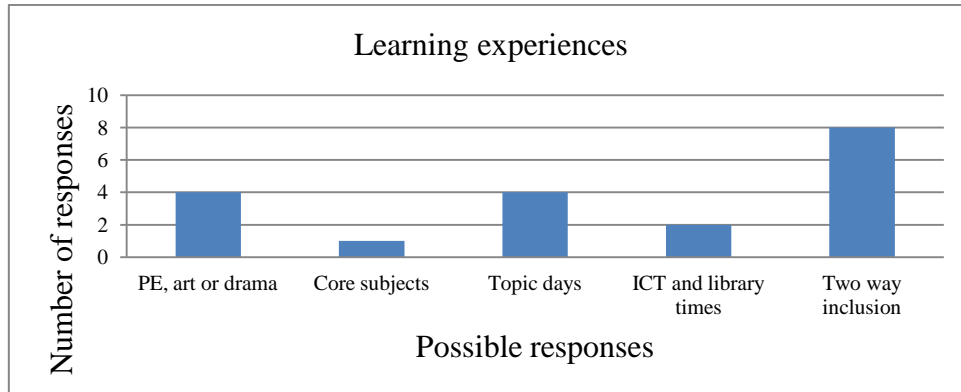 Learning experiences
Number of responses
10
8
6
4
2
0
PE, art or drama
Core subjects
Topic days
ICT and library
times
Two way
inclusion
Possible responses